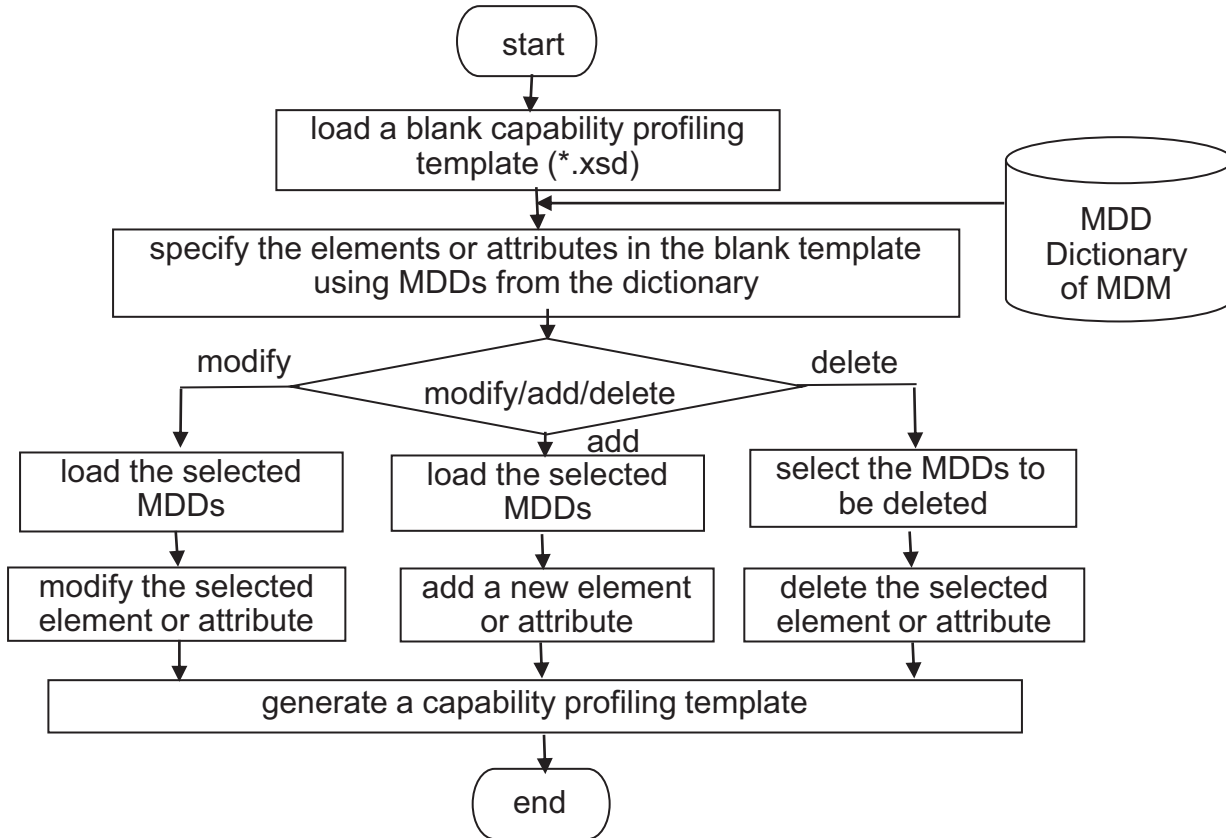 start
load a blank capability profiling
template (*.xsd)
MDD
Dictionary
of MDM
specify the elements or attributes in the blank template
using MDDs from the dictionary
modify
delete
modify/add/delete
add
load the selected
MDDs
load the selected
MDDs
select the MDDs to
be deleted
modify the selected
element or attribute
add a new element
or attribute
delete the selected
element or attribute
generate a capability profiling template
end